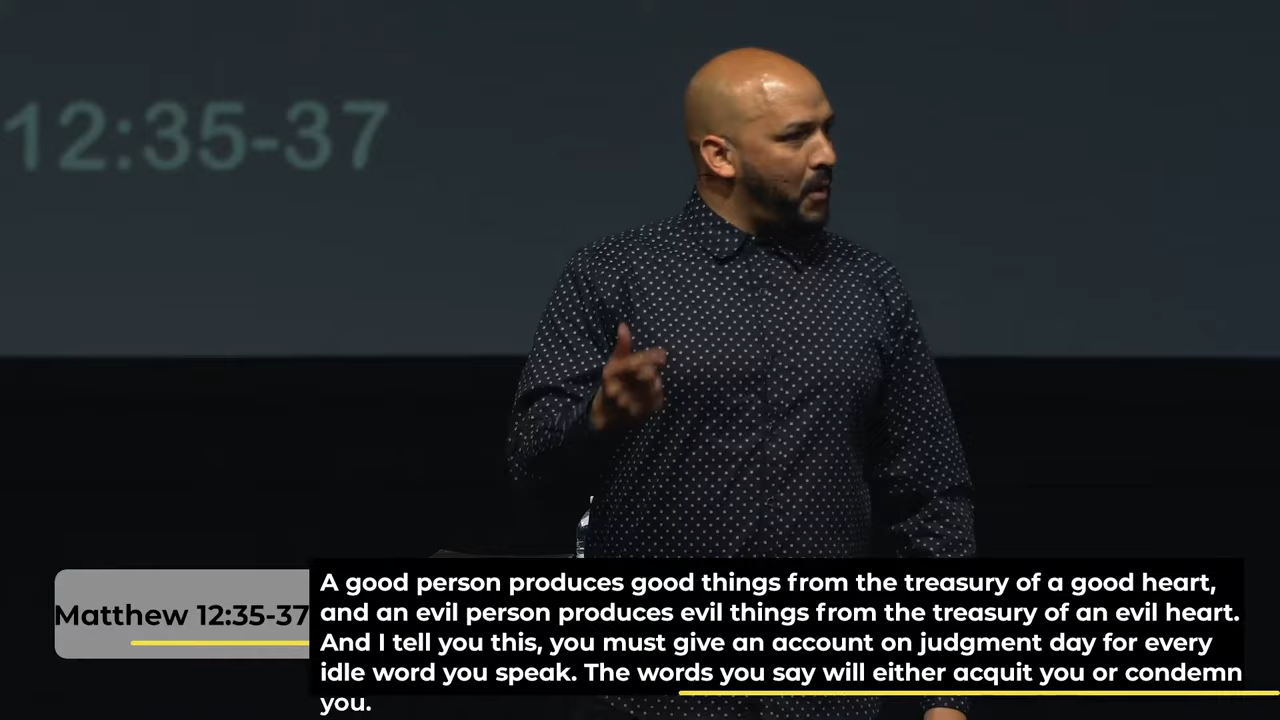 12:35-37
Matthew 12:35-37
A good person produces good things from the treasury of a good heart,
and an evil person produces evil things from the treasury of an evil heart.
And I tell you this, you must give an account on judgment day for every
idle word you speak. The words you say will either acquit you or condemn
you.